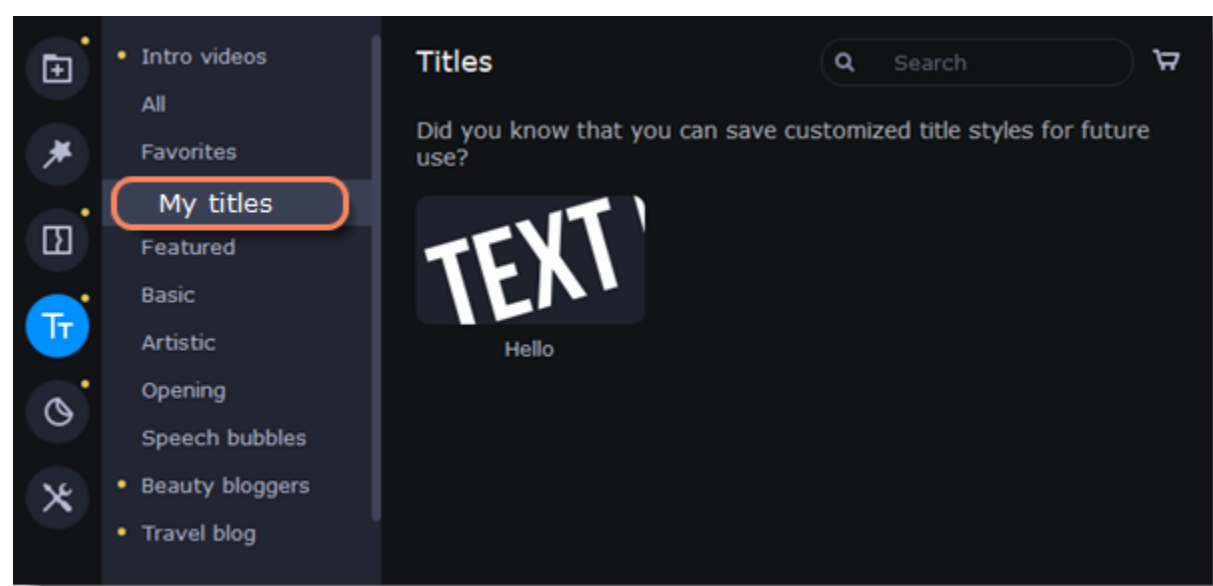 Intro videos
All
Favorites
My titles
Featured
Basic
Artistic
Opening
Speech bubbles
Beauty bloggers
Travel blog
Tт
Titles
Search
Did you know that you can save customized title styles for future
use?
TEXT
Hello